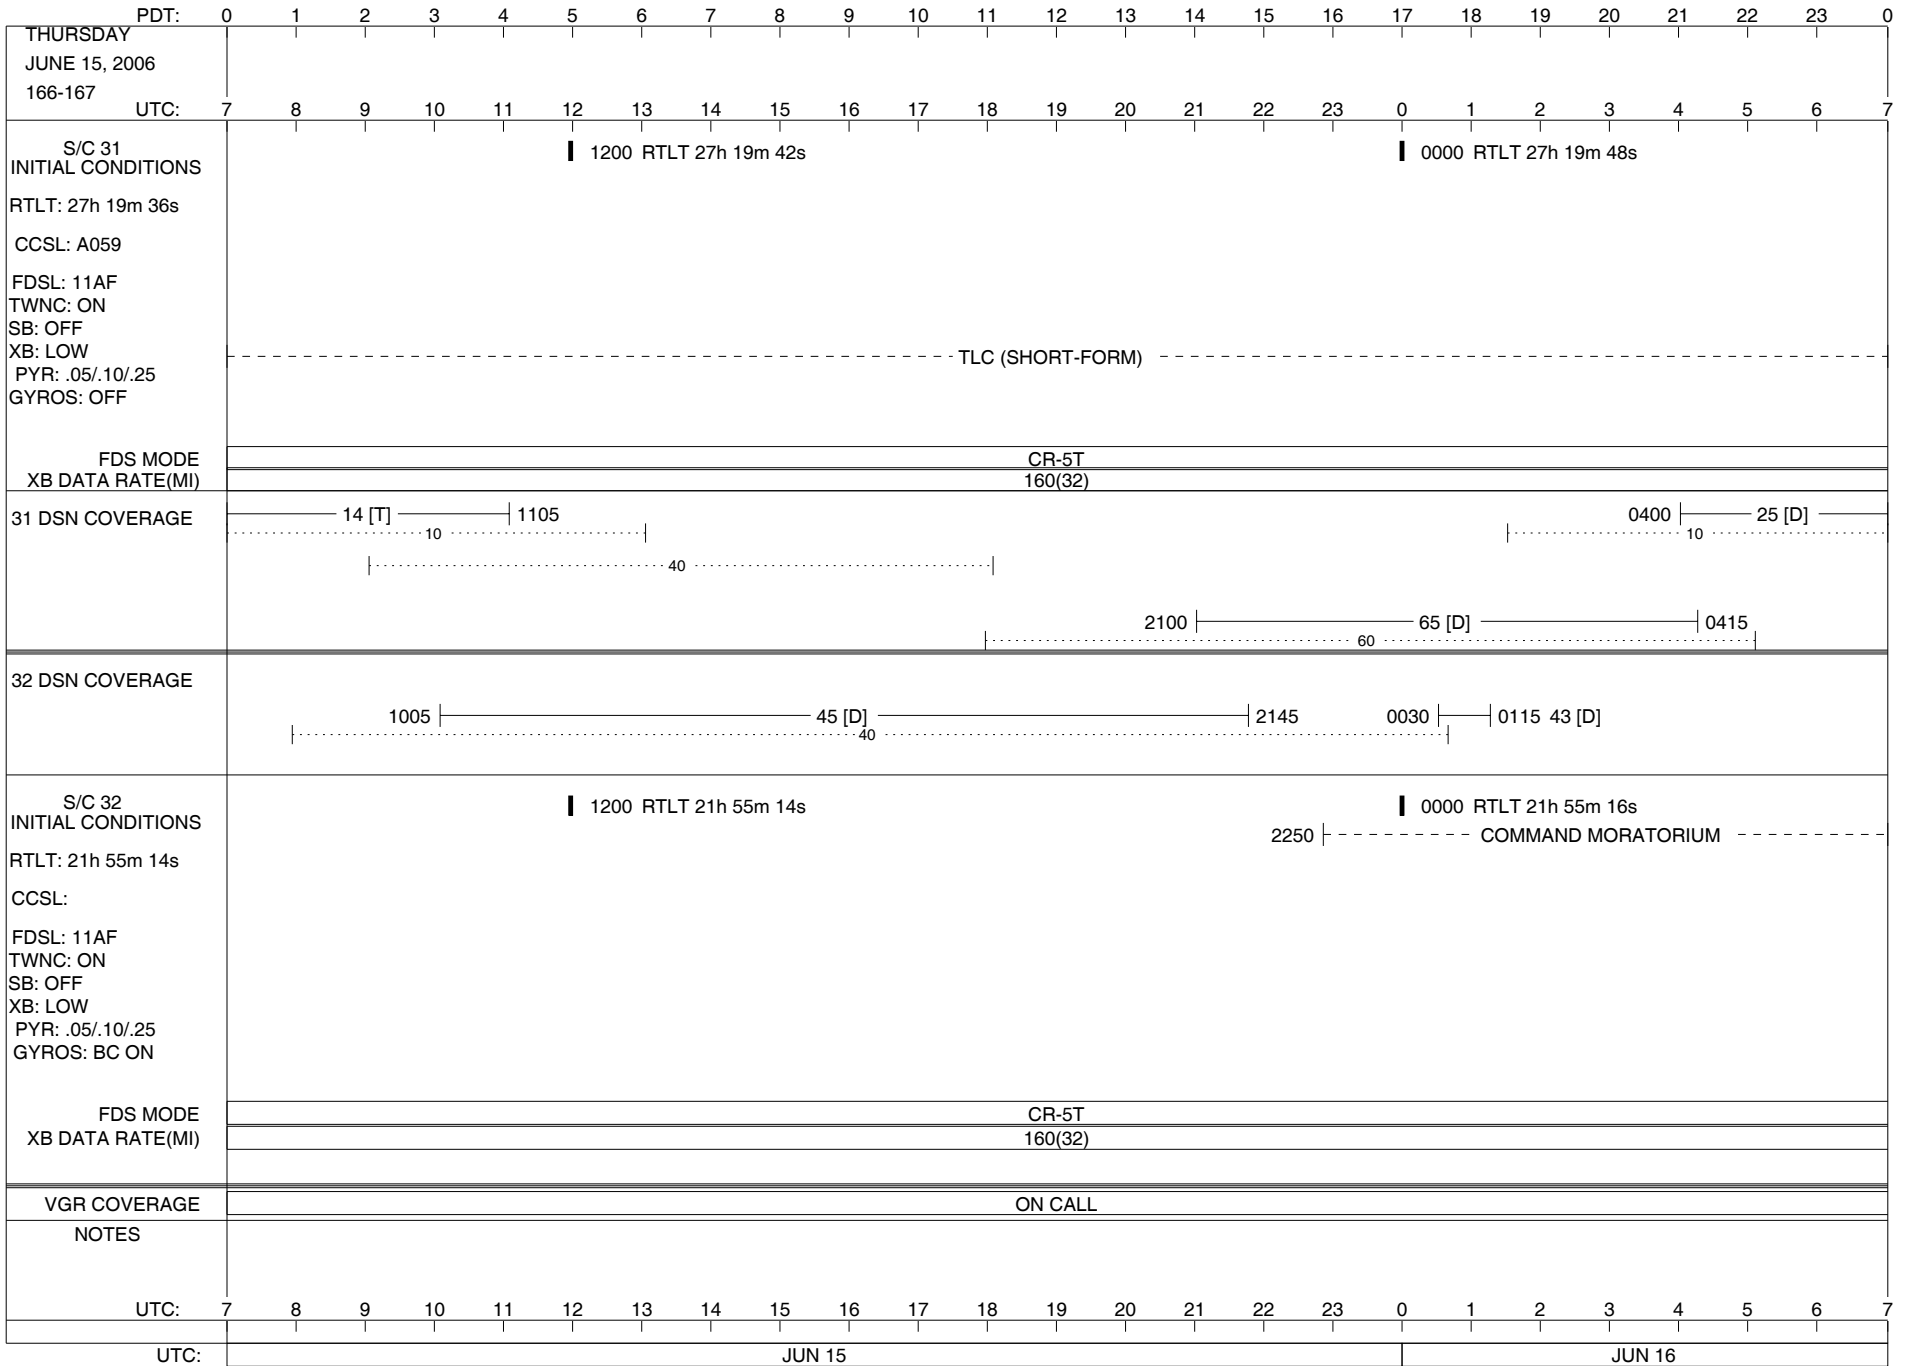 PDT: 0 1 2 3 4 5 6 7 8 9 10 11 12 13 14 15 16 17 18 19 20 21 22 23 0
THURSDAY
JUNE 15, 2006
166-167
UTC: 7 8 9 10 11 12 13 14 15 16 17 18 19 20 21 22 23 0 1 2 3 4 5 6 7
S/C 31
INITIAL CONDITIONS
1200 RTLT 27h 19m 42s
0000 RTLT 27h 19m 48s
RTLT: 27h 19m 36s
CCSL: A059
FDSL: 11AF
TWNC: ON
SB: OFF
XB: LOW
TLC (SHORT-FORM)
PYR: .05/.10/.25
GYROS: OFF
FDS MODE CR-5T
XB DATA RATE(MI) 160(32)
31 DSN COVERAGE 14 [T] 1105 0400 25 [D]
10 10
40
2100 65 [D] 0415
60
32 DSN COVERAGE
1005 45 [D] 2145 0030 0115 43 [D]
40
S/C 32
INITIAL CONDITIONS
1200 RTLT 21h 55m 14s
0000 RTLT 21h 55m 16s
2250 COMMAND MORATORIUM
RTLT: 21h 55m 14s
CCSL:
FDSL: 11AF
TWNC: ON
SB: OFF
XB: LOW
PYR: .05/.10/.25
GYROS: BC ON
FDS MODE CR-5T
XB DATA RATE(MI) 160(32)
VGR COVERAGE ON CALL
NOTES
UTC: 7 8 9 10 11 12 13 14 15 16 17 18 19 20 21 22 23 0 1 2 3 4 5 6 7
UTC: JUN 15 JUN 16